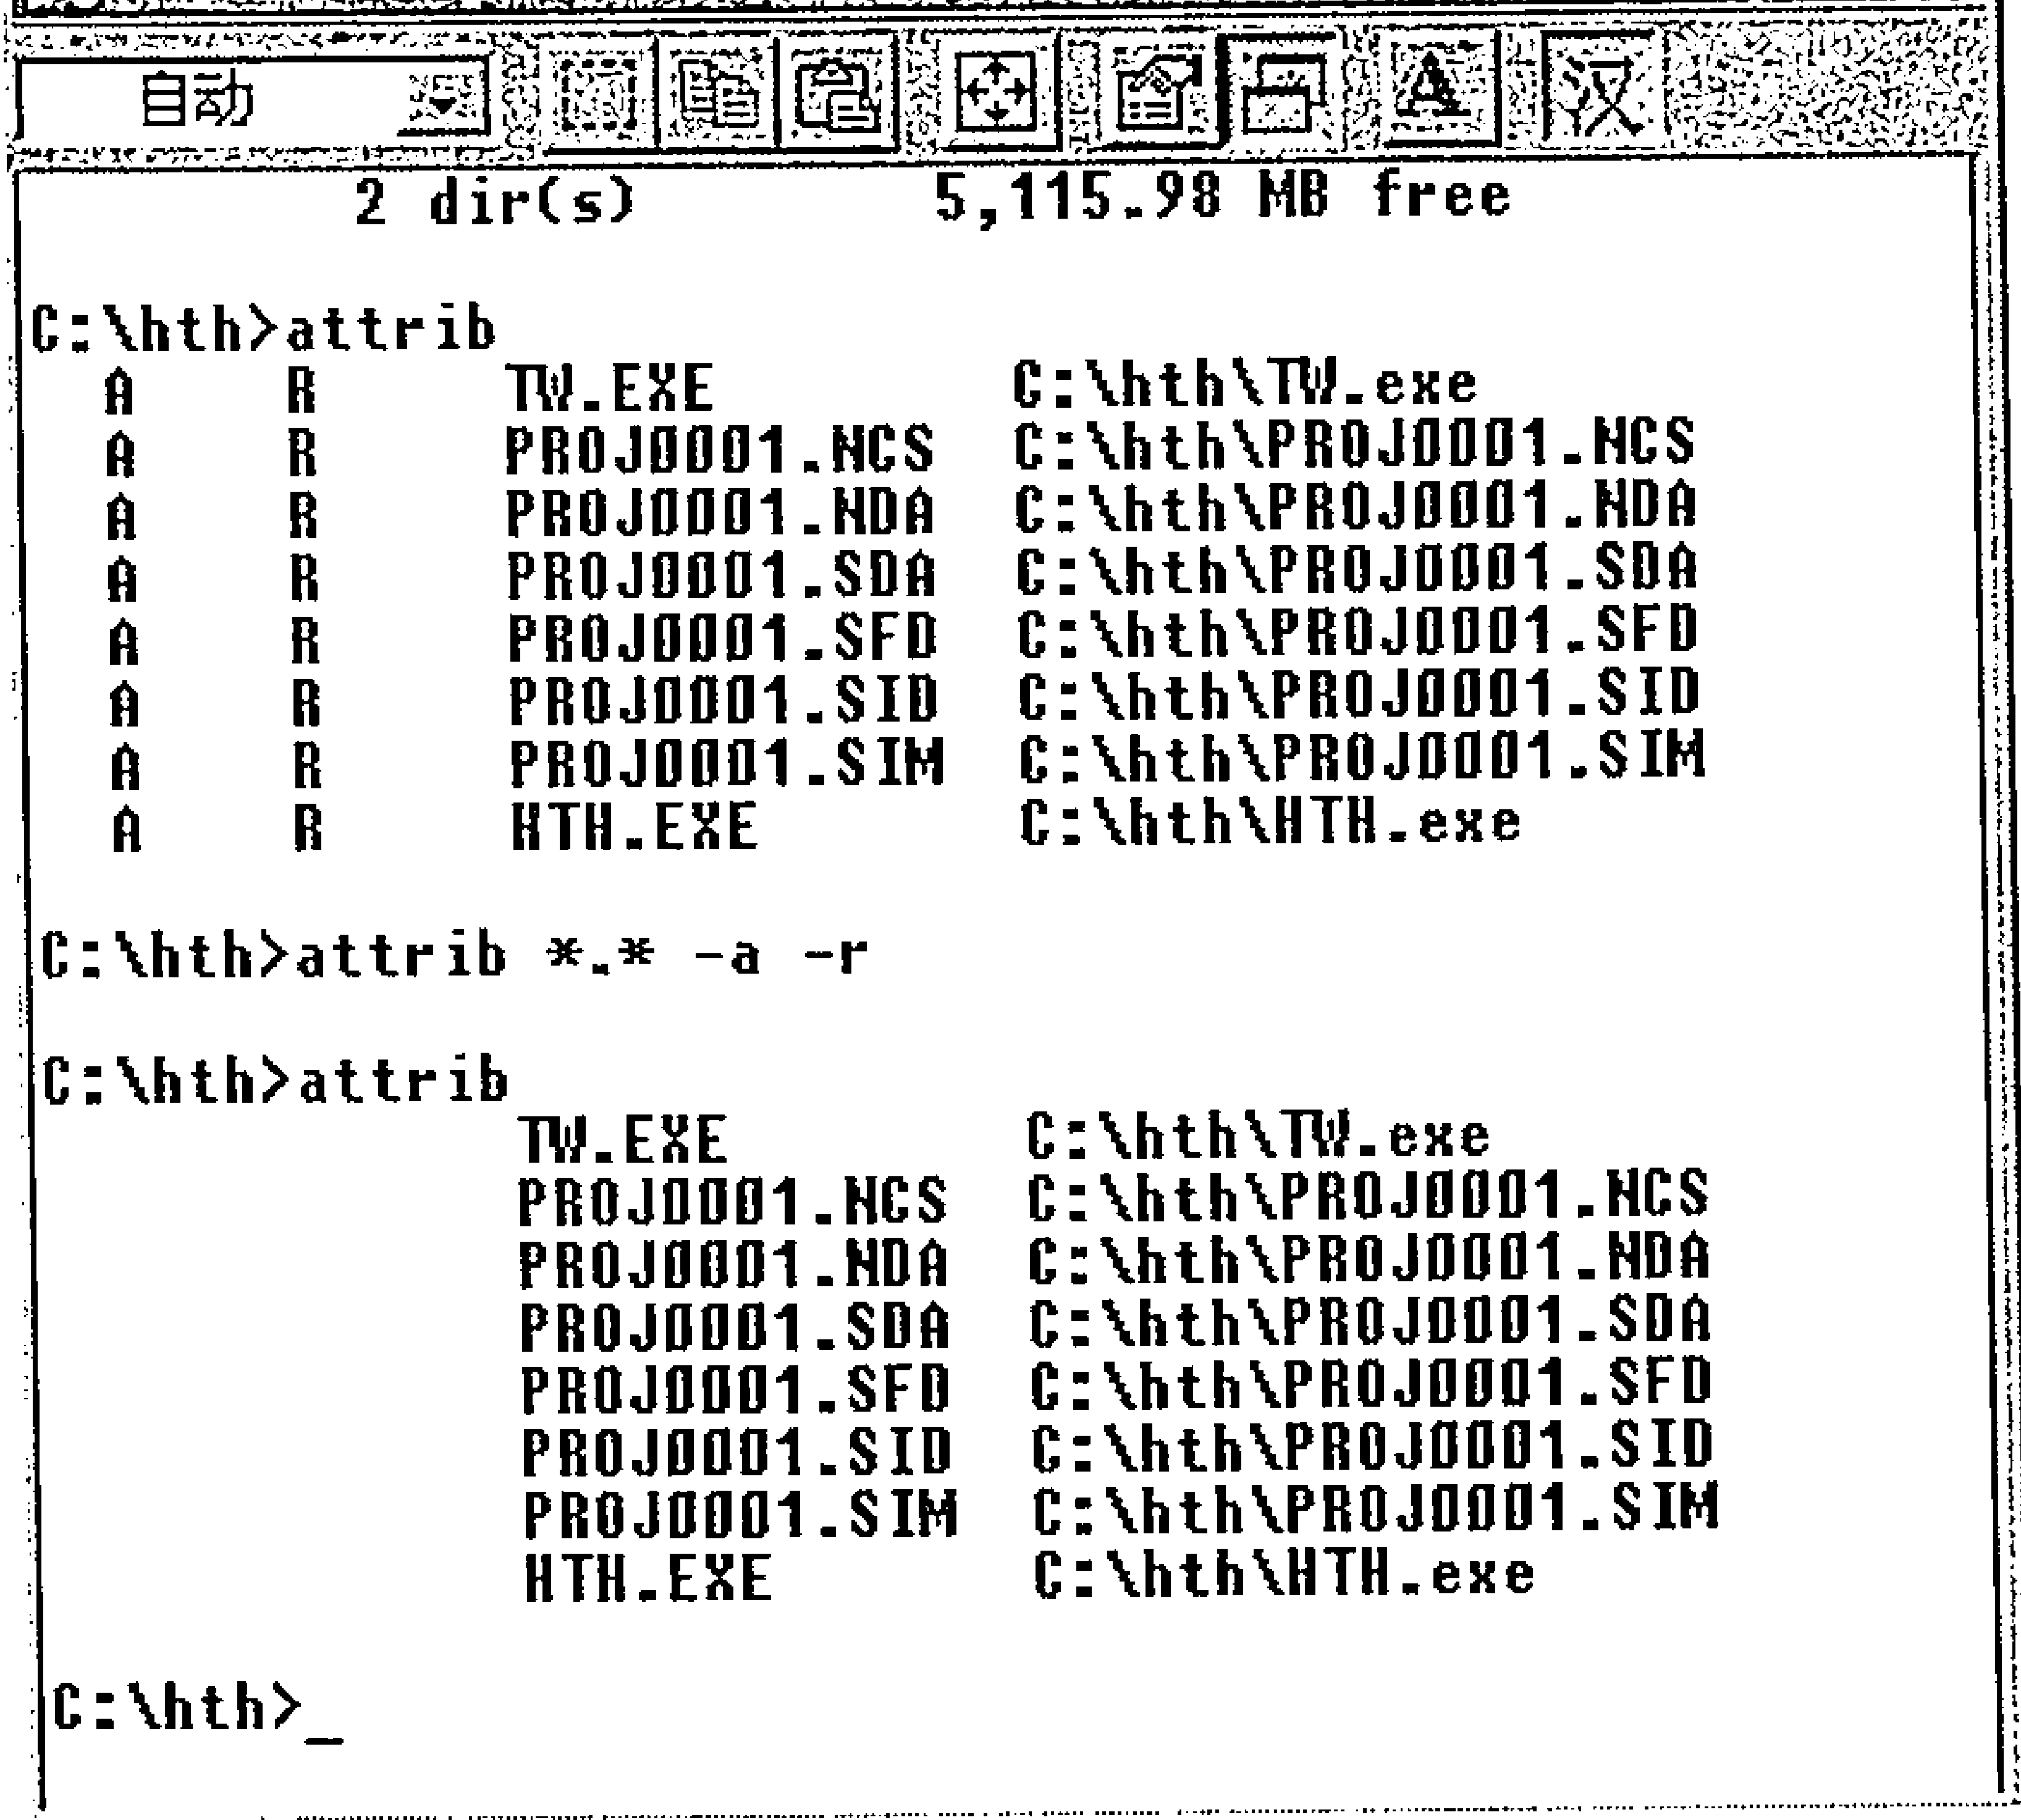 自动 A 汉
2 dir(s) 5,115.98 MB free
C:\hth>attrib
A R TW.EXE C:\hth\TW.exe
A R PROJ0001.NCS C:\hth\PROJ0001.NCS
A R PROJ0001.NDA C:\hth\PROJ0001.NDA
A R PROJ0001.SDA C:\hth\PROJ0001.SDA
A R PROJ0001.SFD C:\hth\PROJ0001.SFD
A R PROJ0001.SID C:\hth\PROJ0001.SID
A R PROJ0001.SIM C:\hth\PROJ0001.SIM
A R HTH.EXE C:\hth\HTH.exe
C:\hth>attrib *.* -a -r
C:\hth>attrib
TW.EXE C:\hth\TW.exe
PROJ0001.NCS C:\hth\PROJ0001.NCS
PROJ0001.NDA C:\hth\PROJ0001.NDA
PROJ0001.SDA C:\hth\PROJ0001.SDA
PROJ0001.SFD C:\hth\PROJ0001.SFD
PROJ0001.SID C:\hth\PROJ0001.SID
PROJ0001.SIM C:\hth\PROJ0001.SIM
HTH.EXE C:\hth\HTH.exe
C:\hth>_